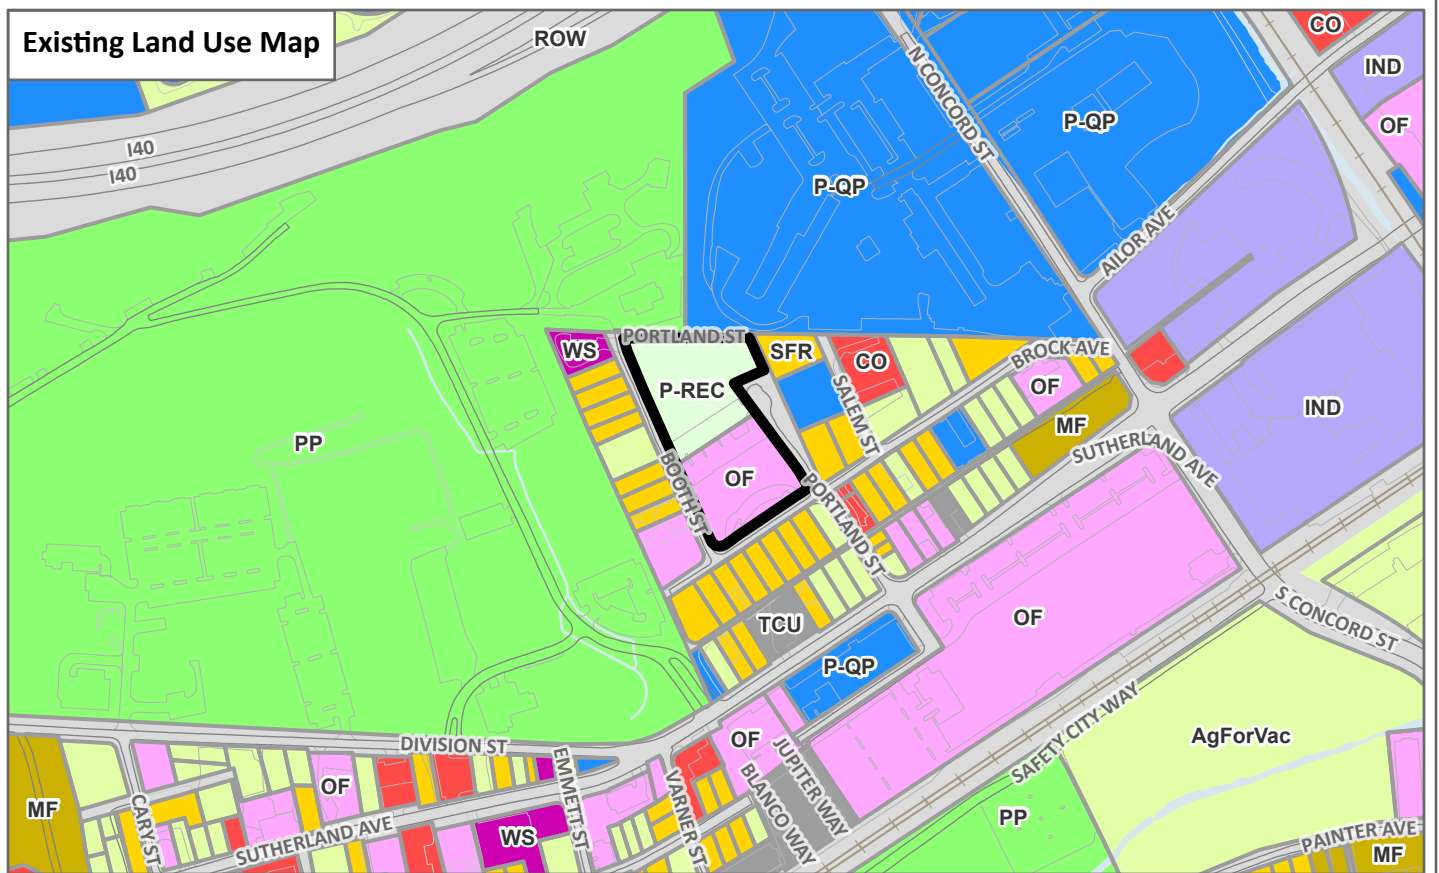 Existing Land Use Map
ROW
CO
IND
OF
N CONCORD ST
P-QP
P-QP
I40
I40
AILOR AVE
PORTLAND ST
WS
SFR
CO
BROCK AVE
P-REC
OF
SALEM ST
IND
MF
PP
SUTHERLAND AVE
BOOTH ST
OF
PORTLAND ST
S CONCORD ST
OF
TCU
P-QP
SAFETY CITY WAY
AgForVac
DIVISION ST
OF
JUPITER WAY
EMMETT ST
VARNER ST
BLANCO WAY
OF
MF
CARY ST
SUTHERLAND AVE
WS
PP
PAINTER AVE
MF